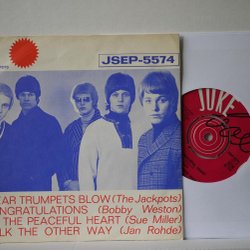 JSEP-5574
EAR TRUMPETS BLOW (The Jackpots)
NGRATULATIONS (Bobby Weston)
THE PEACEFUL HEART (Sue Miller)
LK THE OTHER WAY (Jan Rohde)
JUKE